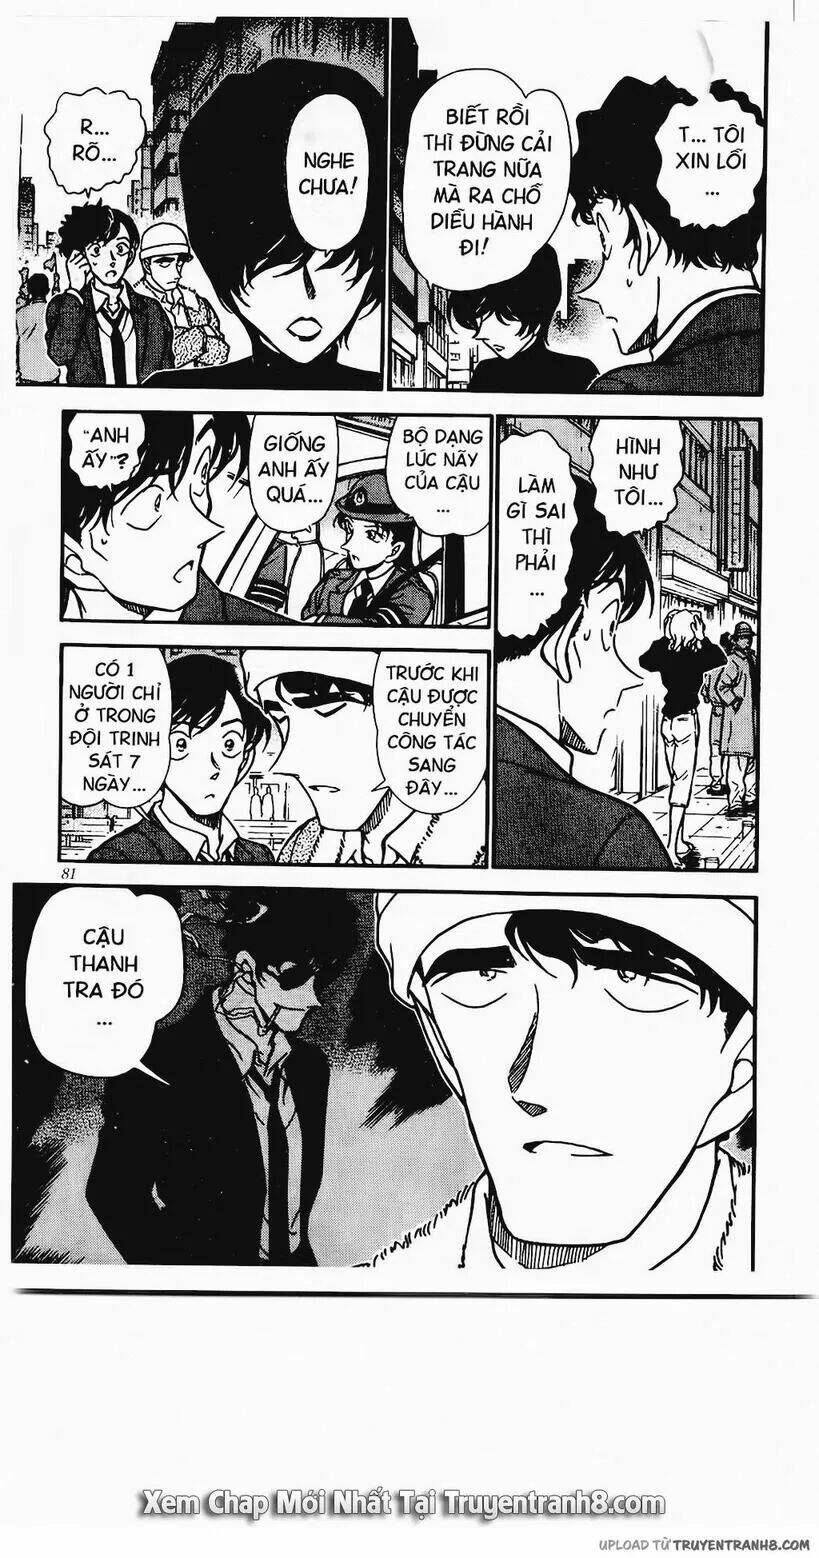 T... TÔI
XIN LỖI
...
BIẾT RỒI
THÌ ĐỪNG CẢI
TRANG NỮA
MÀ RA CHỖ
DIỀU HÀNH
ĐI!
NGHE
CHƯA!
R...
RÕ...
HÌNH
NHƯ
TÔI...
LÀM
GÌ SAI
THÌ
PHẢI
...
BỘ DẠNG
LÚC NÃY
CỦA CẬU
...
GIỐNG
ANH ẤY
QUÁ...
"ANH
ẤY"?
TRƯỚC KHI
CẬU ĐƯỢC
CHUYỂN
CÔNG TÁC
SANG
ĐÂY...
CÓ 1
NGƯỜI CHỈ
Ở TRONG
ĐỘI TRINH
SÁT 7
NGÀY...
81
CẬU
THANH
TRA ĐÓ
...
Xem Chap Mới Nhất Tại Truyentranh8.com
UPLOAD TỪ TRUYENTRANH8.COM